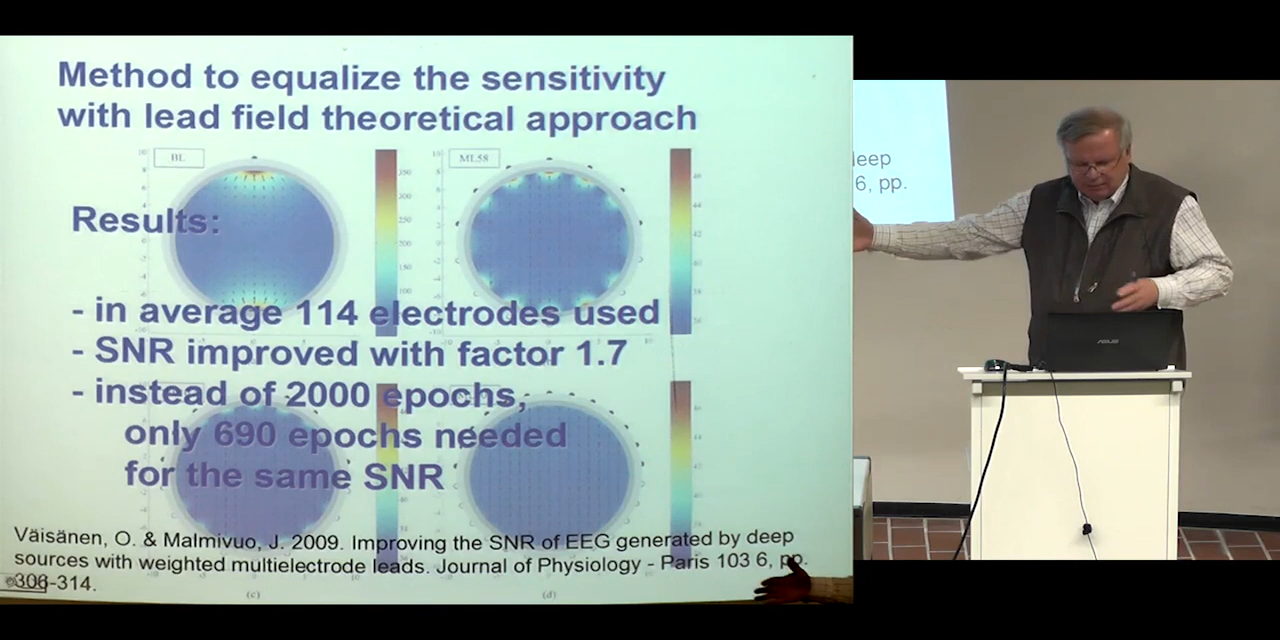 Method to equalize the sensitivity
with lead field theoretical approach
BL
ML58
Results:
- in average 114 electrodes used
- SNR improved with factor 1.7
- instead of 2000 epochs,
only 690 epochs needed
for the same SNR
Väisänen, O. & Malmivuo, J. 2009. Improving the SNR of EEG generated by deep
sources with weighted multielectrode leads. Journal of Physiology - Paris 103 6, pp.
306-314.
(c)
(d)
deep
6, pp.
ASUS